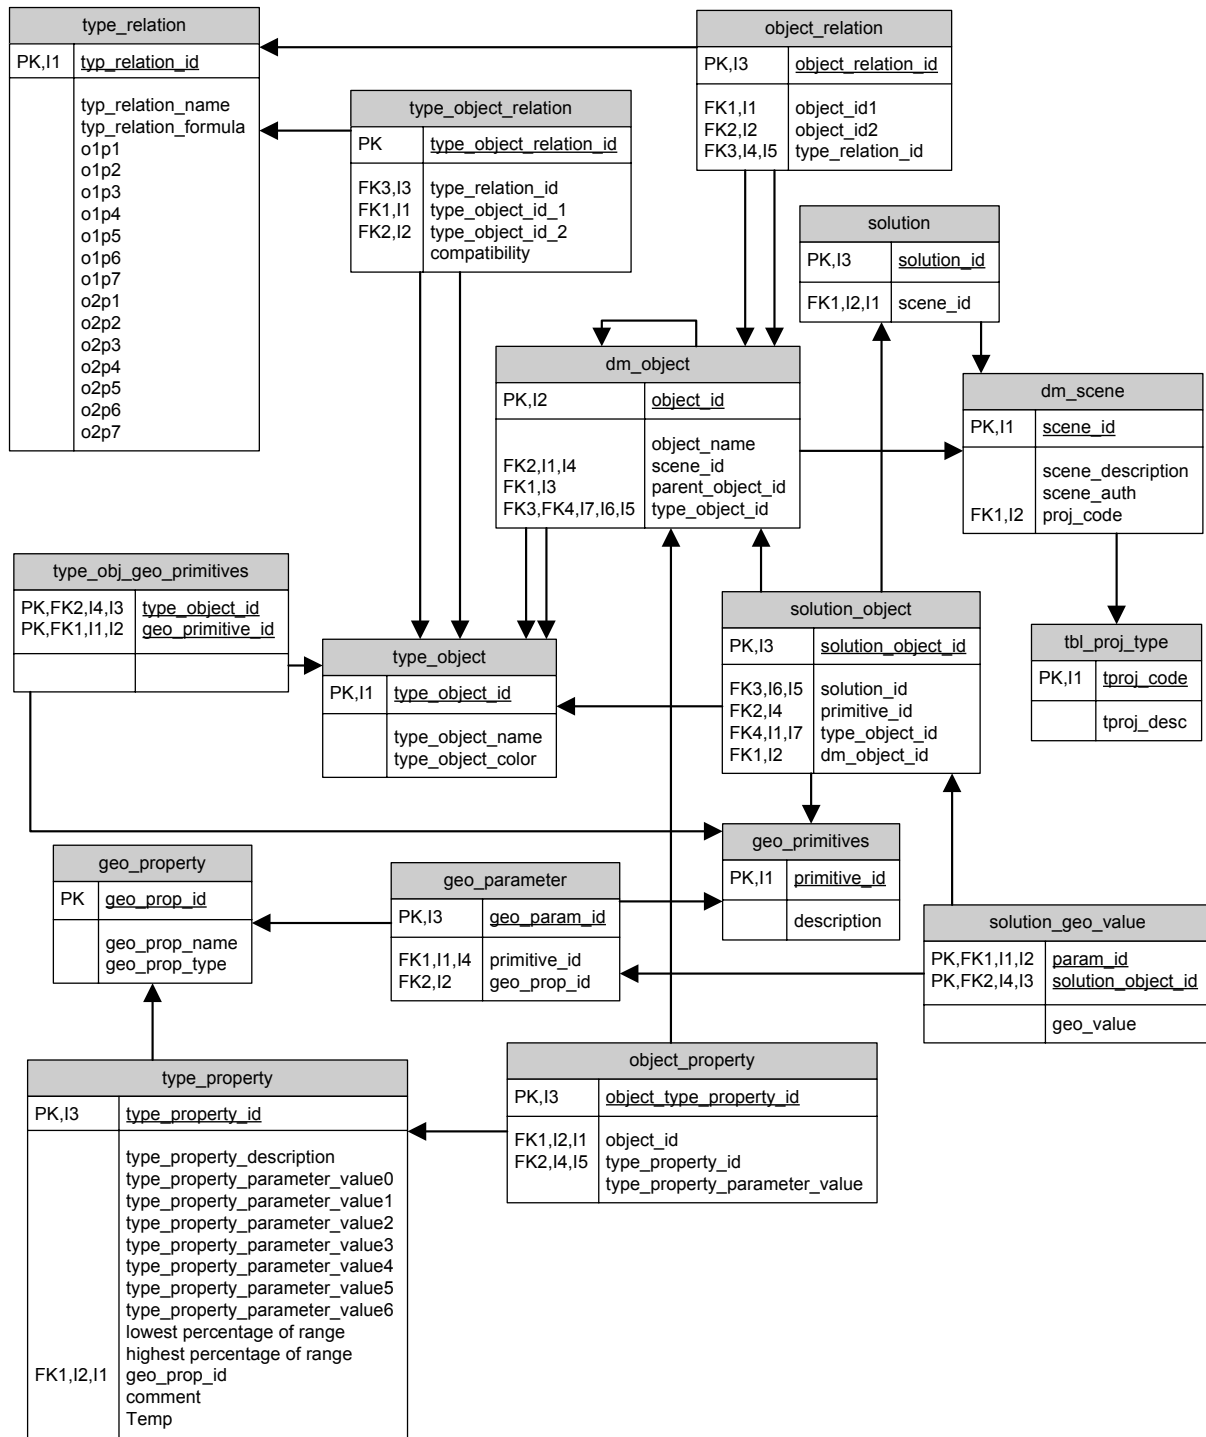 type_relation
PK,I1 typ_relation_id
typ_relation_name
typ_relation_formula
o1p1
o1p2
o1p3
o1p4
o1p5
o1p6
o1p7
o2p1
o2p2
o2p3
o2p4
o2p5
o2p6
o2p7
object_relation
PK,I3 object_relation_id
FK1,I1 object_id1
FK2,I2 object_id2
FK3,I4,I5 type_relation_id
type_object_relation
PK type_object_relation_id
FK3,I3 type_relation_id
FK1,I1 type_object_id_1
FK2,I2 type_object_id_2
compatibility
solution
PK,I3 solution_id
FK1,I2,I1 scene_id
dm_object
PK,I2 object_id
object_name
FK2,I1,I4 scene_id
FK1,I3 parent_object_id
FK3,FK4,I7,I6,I5 type_object_id
dm_scene
PK,I1 scene_id
scene_description
scene_auth
FK1,I2 proj_code
type_obj_geo_primitives
PK,FK2,I4,I3 type_object_id
PK,FK1,I1,I2 geo_primitive_id
type_object
PK,I1 type_object_id
type_object_name
type_object_color
solution_object
PK,I3 solution_object_id
FK3,I6,I5 solution_id
FK2,I4 primitive_id
FK4,I1,I7 type_object_id
FK1,I2 dm_object_id
tbl_proj_type
PK,I1 tproj_code
tproj_desc
geo_property
PK geo_prop_id
geo_prop_name
geo_prop_type
geo_parameter
PK,I3 geo_param_id
FK1,I1,I4 primitive_id
FK2,I2 geo_prop_id
geo_primitives
PK,I1 primitive_id
description
solution_geo_value
PK,FK1,I1,I2 param_id
PK,FK2,I4,I3 solution_object_id
geo_value
type_property
PK,I3 type_property_id
type_property_description
type_property_parameter_value0
type_property_parameter_value1
type_property_parameter_value2
type_property_parameter_value3
type_property_parameter_value4
type_property_parameter_value5
type_property_parameter_value6
lowest percentage of range
highest percentage of range
FK1,I2,I1 geo_prop_id
comment
Temp
object_property
PK,I3 object_type_property_id
FK1,I2,I1 object_id
FK2,I4,I5 type_property_id
type_property_parameter_value